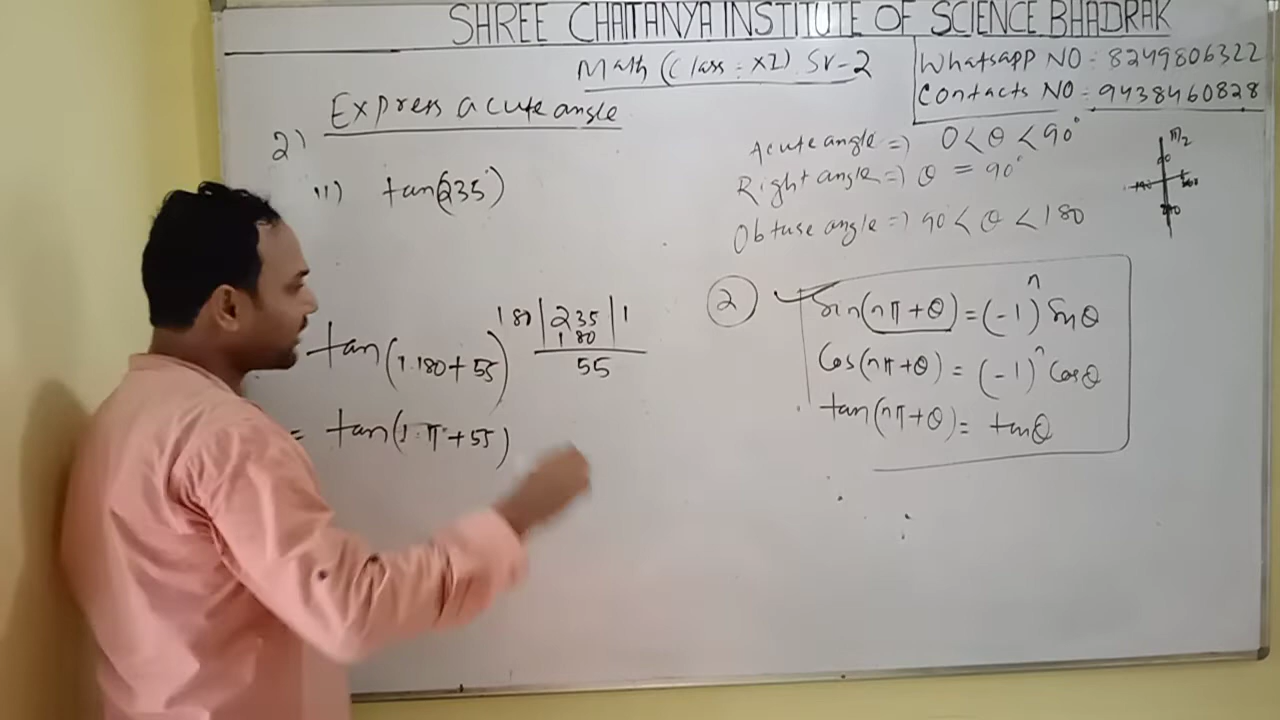 SHREE CHAITANYA INSTITUTE OF SCIENCE BHADRAK
Math (Class : XI) Sr-2
Whatsapp NO : 8249806322
Contacts NO : 9438460828
Express acute angle
2)
ii) tan(235°)
Acute angle => 0 < θ < 90°
Right angle => θ = 90°
Obtuse angle => 90 < θ < 180
π/2
180 | 235 | 1
180
55
tan(1.180 + 55)
= tan(1.π + 55)
2
sin(nπ + θ) = (-1)^n sinθ
Cos(nπ + θ) = (-1)^n cosθ
tan(nπ + θ) = tanθ